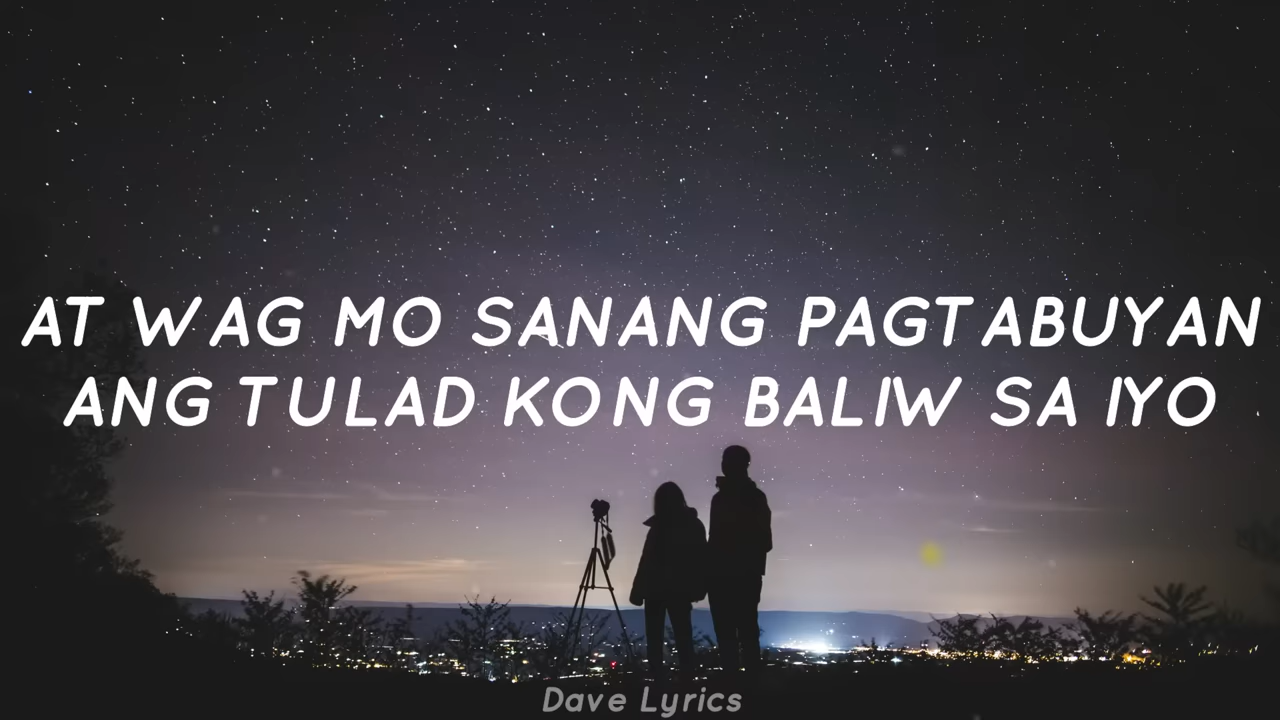 AT WAG MO SANANG PAGTABUYAN
ANG TULAD KONG BALIW SA IYO
Dave Lyrics